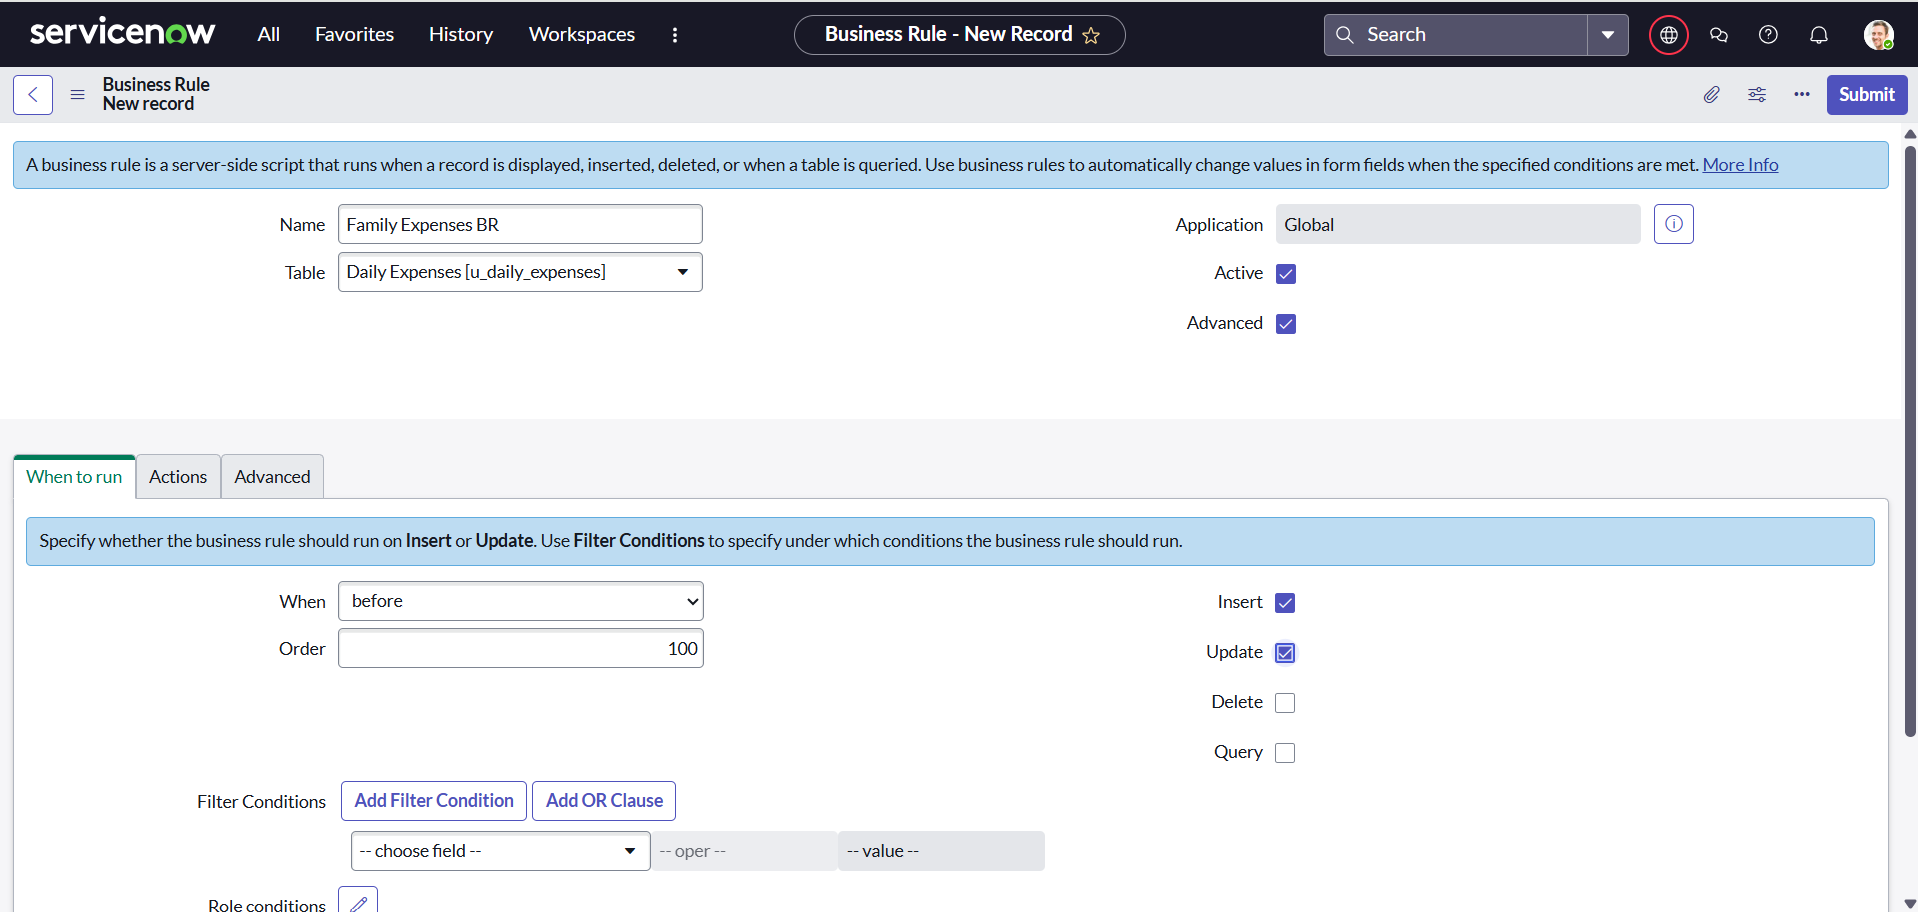 servicenow All Favorites History Workspaces Business Rule - New Record Search
Business Rule
New record
Submit
A business rule is a server-side script that runs when a record is displayed, inserted, deleted, or when a table is queried. Use business rules to automatically change values in form fields when the specified conditions are met. More Info
Name Family Expenses BR Application Global
Table Daily Expenses [u_daily_expenses] Active
Advanced
When to run Actions Advanced
Specify whether the business rule should run on Insert or Update. Use Filter Conditions to specify under which conditions the business rule should run.
When before Insert
Order 100 Update
Delete
Query
Filter Conditions Add Filter Condition Add OR Clause
-- choose field -- -- oper -- -- value --
Role conditions